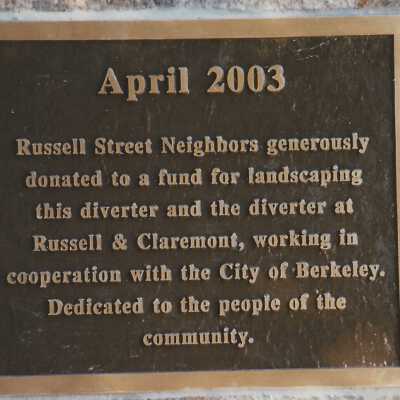 April 2003
Russell Street Neighbors generously
donated to a fund for landscaping
this diverter and the diverter at
Russell & Claremont, working in
cooperation with the City of Berkeley.
Dedicated to the people of the
community.